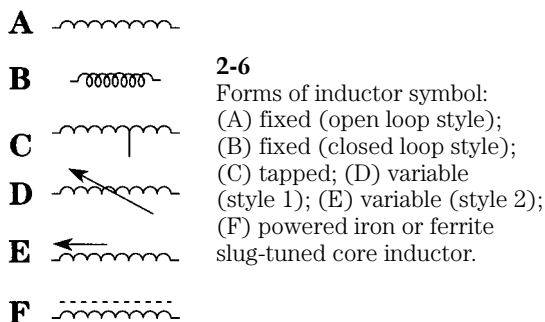 A
B
C
D
E
F
2-6
Forms of inductor symbol:
(A) fixed (open loop style);
(B) fixed (closed loop style);
(C) tapped; (D) variable
(style 1); (E) variable (style 2);
(F) powered iron or ferrite
slug-tuned core inductor.